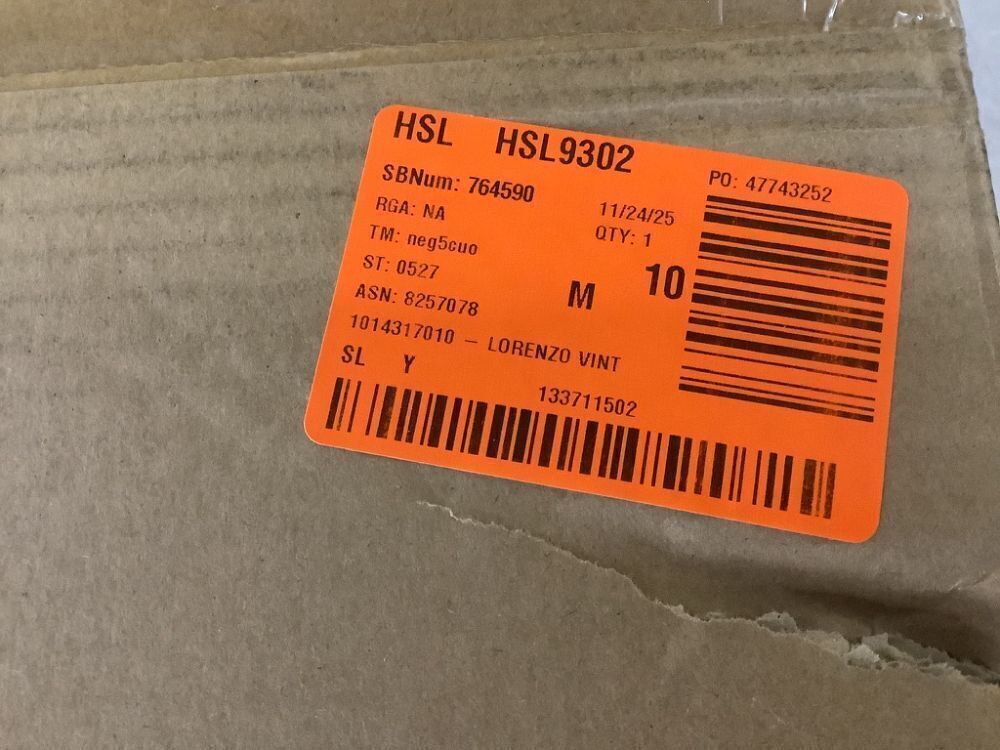 HSL HSL9302
SBNum: 764590
RGA: NA
TM: neg5cuo
ST: 0527
ASN: 8257078
1014317010 – LORENZO VINT
SL Y
133711502
11/24/25
QTY: 1
M 10
PO: 47743252